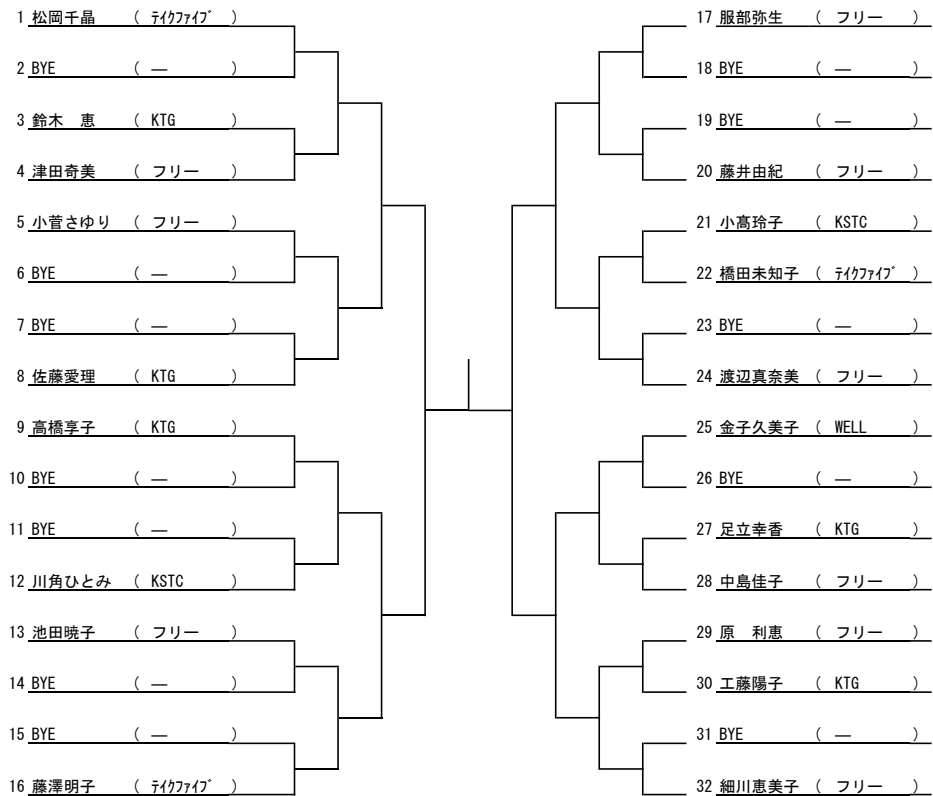 1 松岡千晶 ( ﾃｲｸﾌｧｲﾌﾞ )
2 BYE ( ― )
3 鈴木　恵 ( KTG )
4 津田奇美 ( フリー )
5 小菅さゆり ( フリー )
6 BYE ( ― )
7 BYE ( ― )
8 佐藤愛理 ( KTG )
9 高橋享子 ( KTG )
10 BYE ( ― )
11 BYE ( ― )
12 川角ひとみ ( KSTC )
13 池田暁子 ( フリー )
14 BYE ( ― )
15 BYE ( ― )
16 藤澤明子 ( ﾃｲｸﾌｧｲﾌﾞ )
17 服部弥生 ( フリー )
18 BYE ( ― )
19 BYE ( ― )
20 藤井由紀 ( フリー )
21 小髙玲子 ( KSTC )
22 橋田未知子 ( ﾃｲｸﾌｧｲﾌﾞ )
23 BYE ( ― )
24 渡辺真奈美 ( フリー )
25 金子久美子 ( WELL )
26 BYE ( ― )
27 足立幸香 ( KTG )
28 中島佳子 ( フリー )
29 原　利恵 ( フリー )
30 工藤陽子 ( KTG )
31 BYE ( ― )
32 細川恵美子 ( フリー )